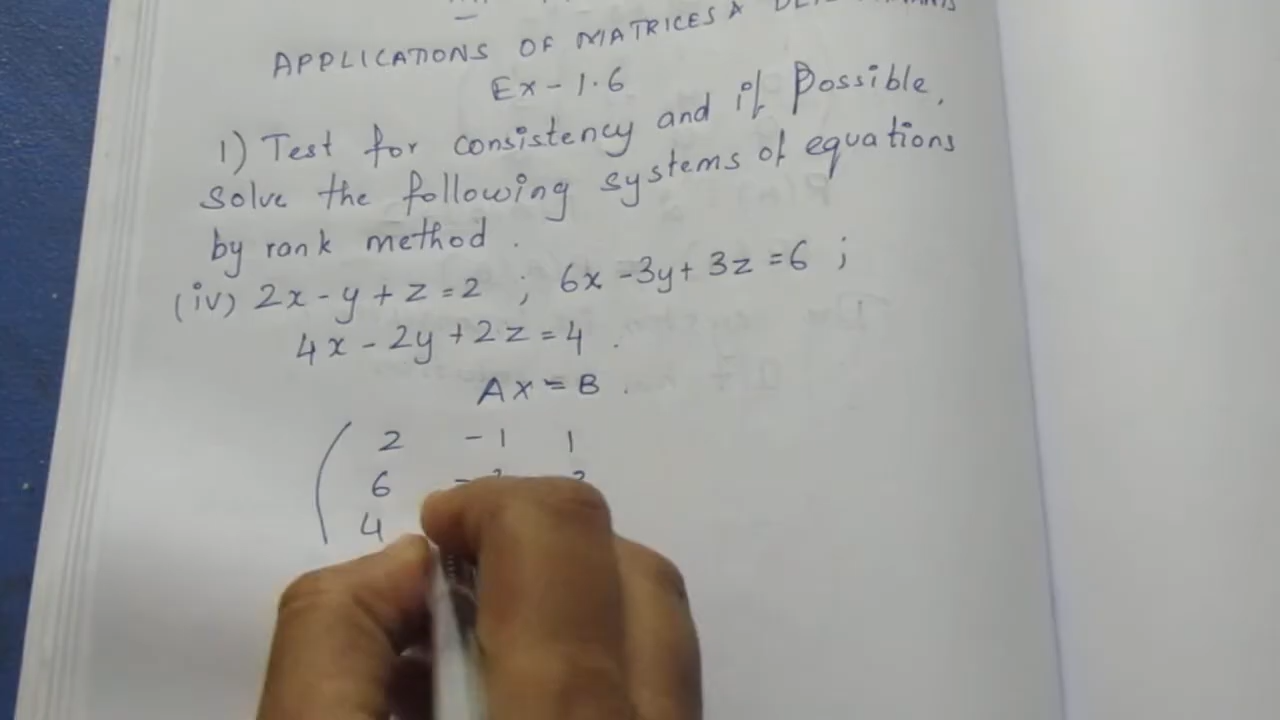 APPLICATIONS OF MATRICES &
Ex - 1.6
1) Test for consistency and if possible,
solve the following systems of equations
by rank method.
(iv) 2x - y + z = 2 ; 6x - 3y + 3z = 6 ;
4x - 2y + 2z = 4 .
AX = B .
2 -1 1
6
4